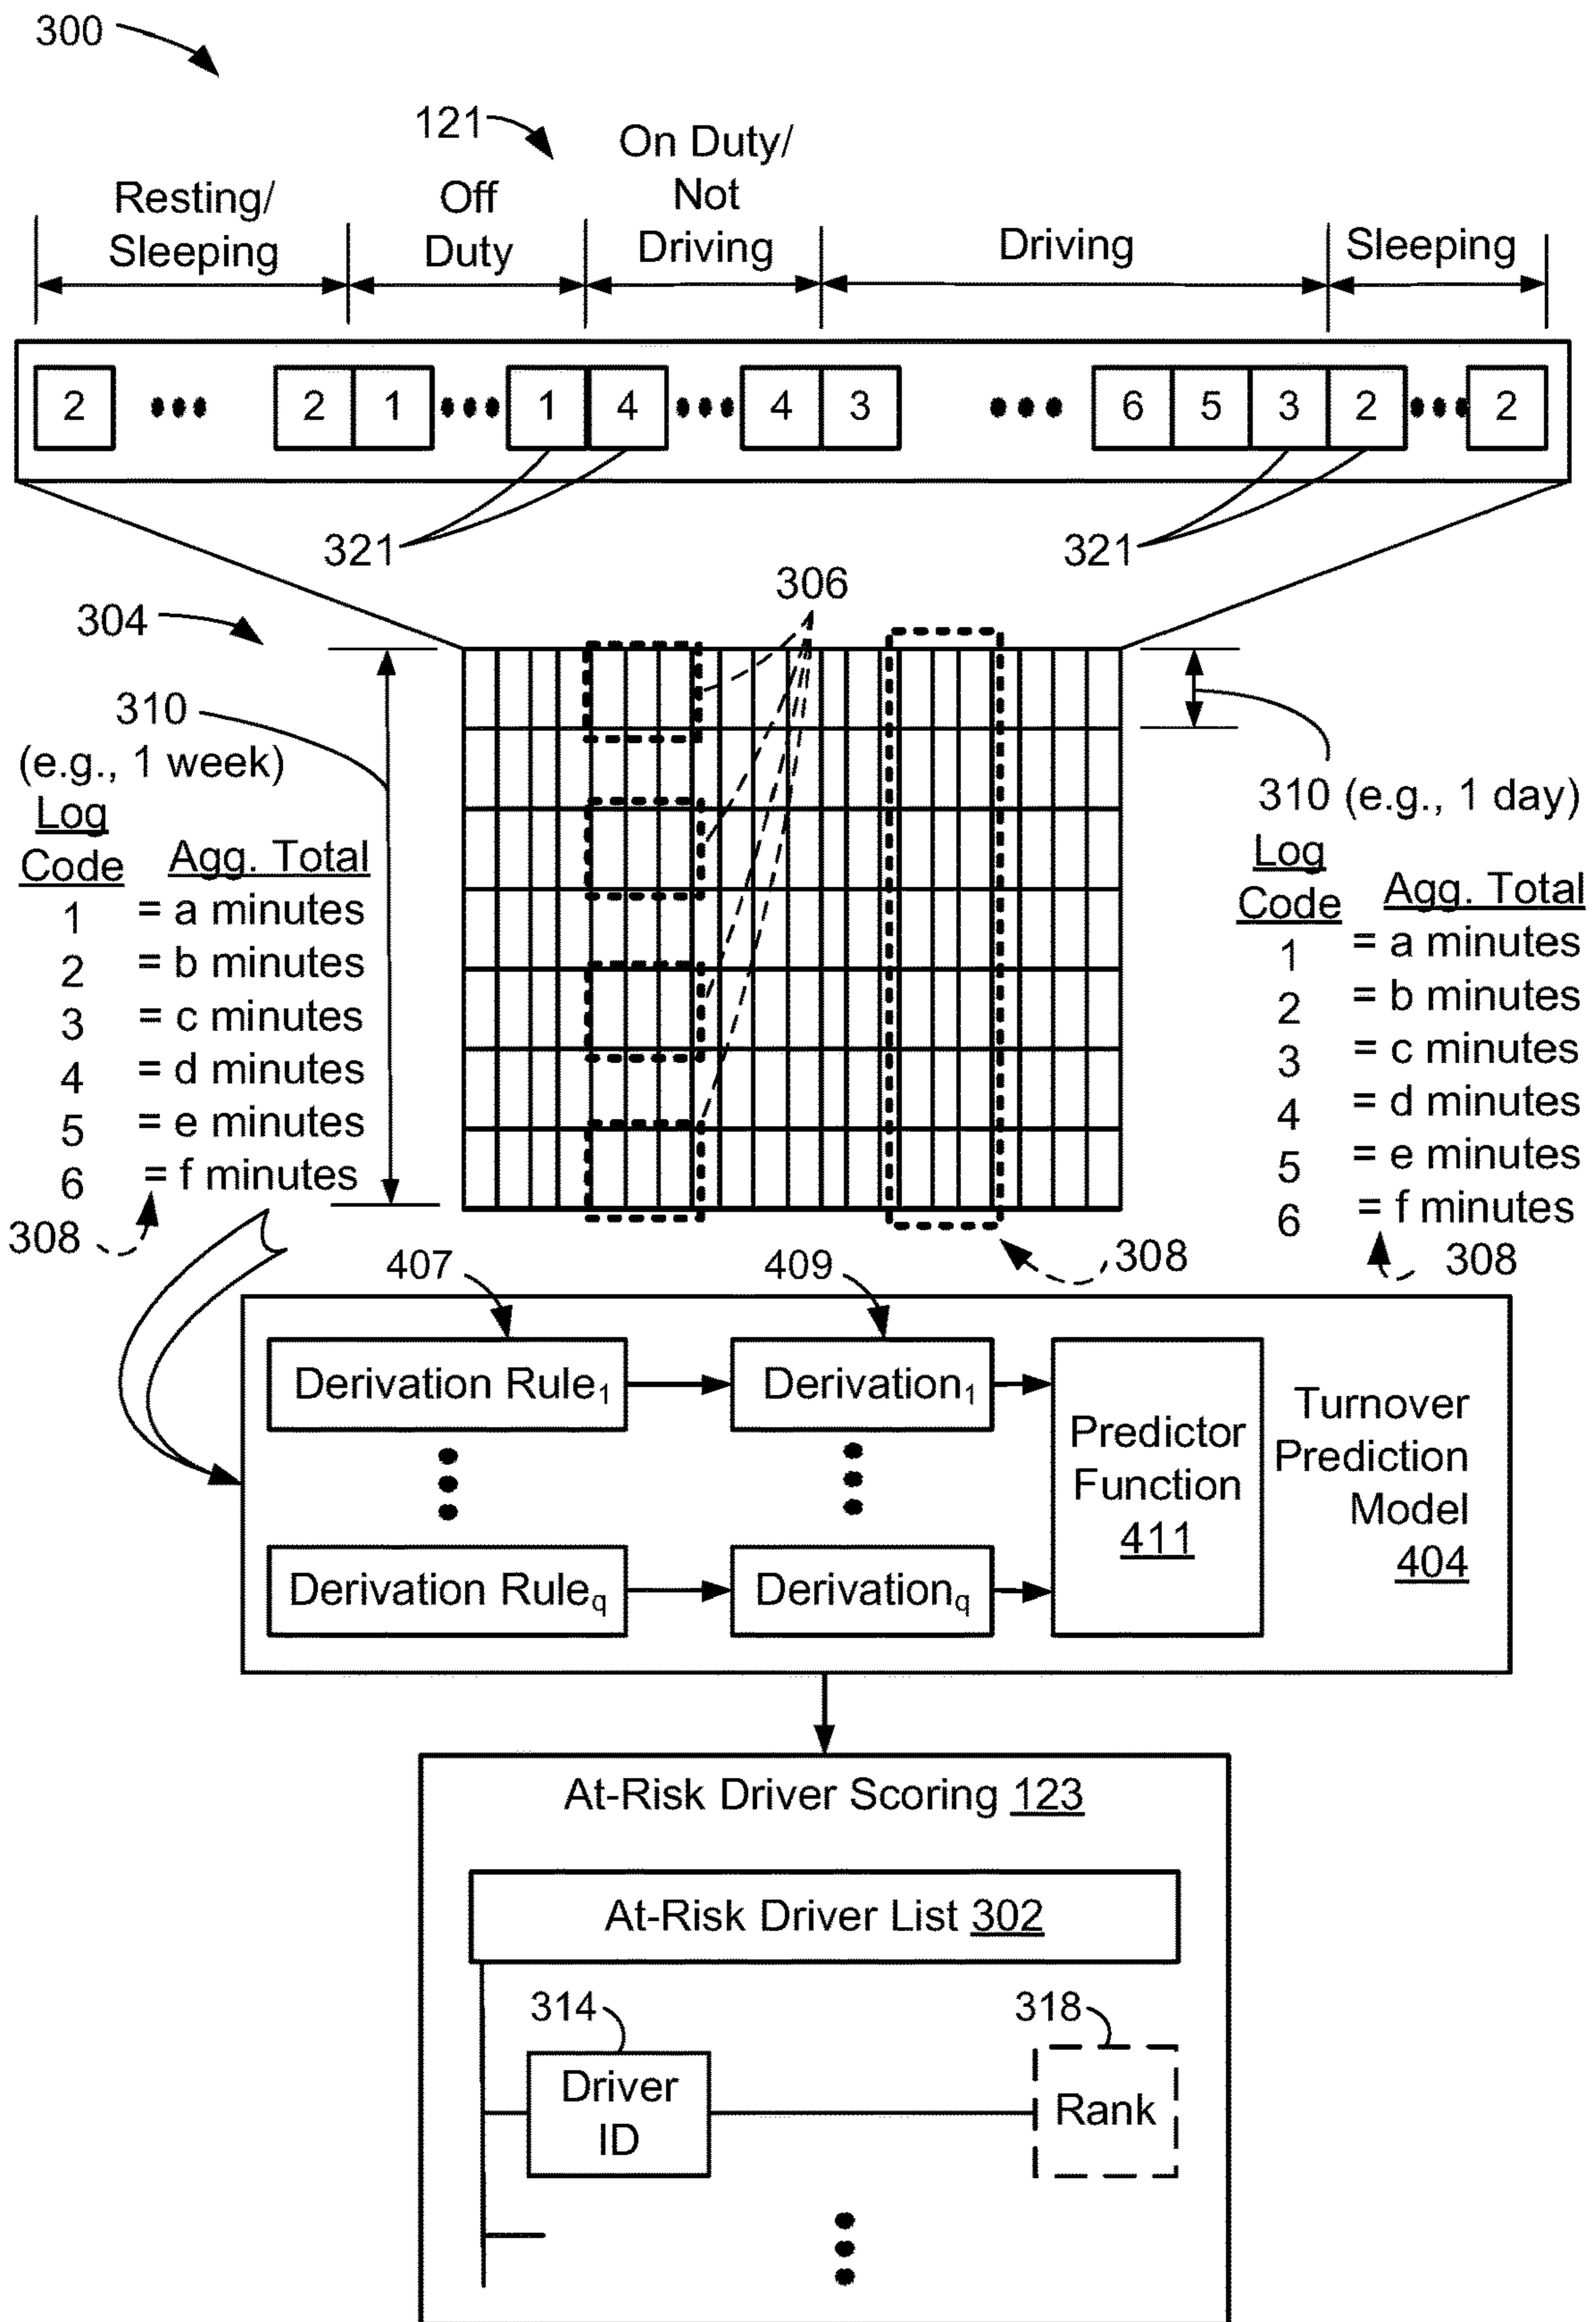 300
121
Resting/
Sleeping
Off
Duty
On Duty/
Not
Driving
Driving
Sleeping
2 ••• 2 1 ••• 1 4 ••• 4 3 ••• 6 5 3 2 ••• 2
321
321
306
304
310
(e.g., 1 week)
Log
Code Agg. Total
1 = a minutes
2 = b minutes
3 = c minutes
4 = d minutes
5 = e minutes
6 = f minutes
308
310 (e.g., 1 day)
Log
Code Agg. Total
1 = a minutes
2 = b minutes
3 = c minutes
4 = d minutes
5 = e minutes
6 = f minutes
308
308
407
409
Derivation Rule₁
Derivation₁
Derivation Rule_q
Derivation_q
Predictor
Function
411
Turnover
Prediction
Model
404
At-Risk Driver Scoring 123
At-Risk Driver List 302
314
318
Driver
ID
Rank